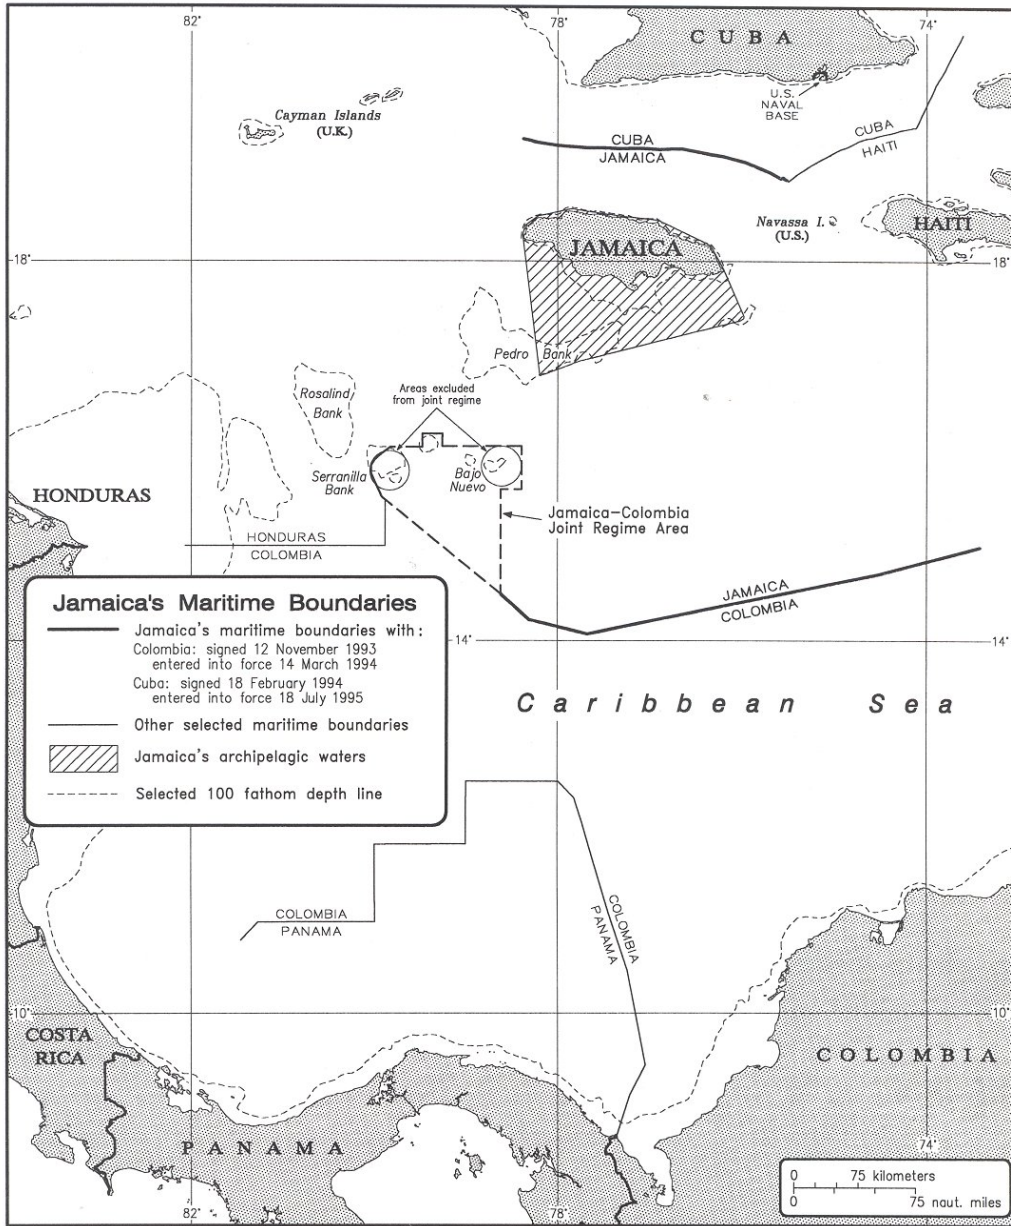 82°
78°
74°
CUBA
U.S.
NAVAL
BASE
Cayman Islands
(U.K.)
CUBA
JAMAICA
CUBA
HAITI
Navassa I.
(U.S.)
HAITI
JAMAICA
18°
18°
Pedro Bank
Rosalind
Bank
Areas excluded
from joint regime
Serranilla
Bank
Bajo
Nuevo
HONDURAS
Jamaica–Colombia
Joint Regime Area
HONDURAS
COLOMBIA
JAMAICA
COLOMBIA
Jamaica's Maritime Boundaries
Jamaica's maritime boundaries with:
Colombia: signed 12 November 1993
entered into force 14 March 1994
Cuba: signed 18 February 1994
entered into force 18 July 1995
Other selected maritime boundaries
Jamaica's archipelagic waters
Selected 100 fathom depth line
14°
14°
Caribbean Sea
COLOMBIA
PANAMA
COLOMBIA
PANAMA
10°
10°
COSTA
RICA
COLOMBIA
PANAMA
74°
0 75 kilometers
0 75 naut. miles
82°
78°